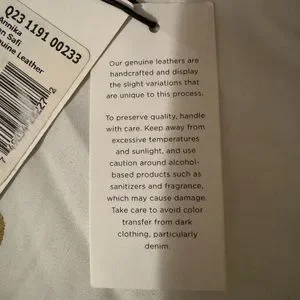 Q23 1191 00233
Annika
Safi
Leather
Our genuine leathers are
handcrafted and display
the slight variations that
are unique to this process.
To preserve quality, handle
with care. Keep away from
excessive temperatures
and sunlight, and use
caution around alcohol-
based products such as
sanitizers and fragrance,
which may cause damage.
Take care to avoid color
transfer from dark
clothing, particularly
denim.